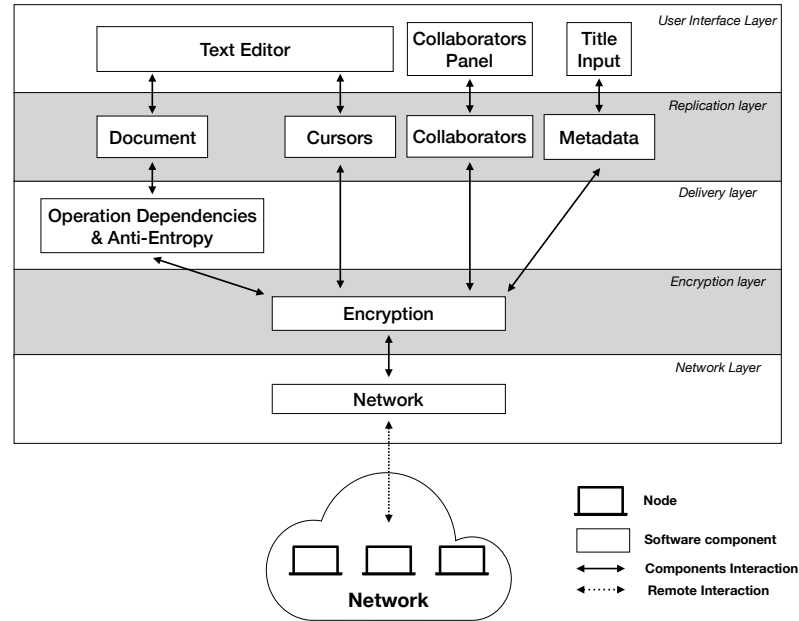 User Interface Layer
Text Editor
Collaborators
Panel
Title
Input
Replication layer
Document
Cursors
Collaborators
Metadata
Delivery layer
Operation Dependencies
& Anti-Entropy
Encryption layer
Encryption
Network Layer
Network
Node
Software component
Components Interaction
Remote Interaction
Network